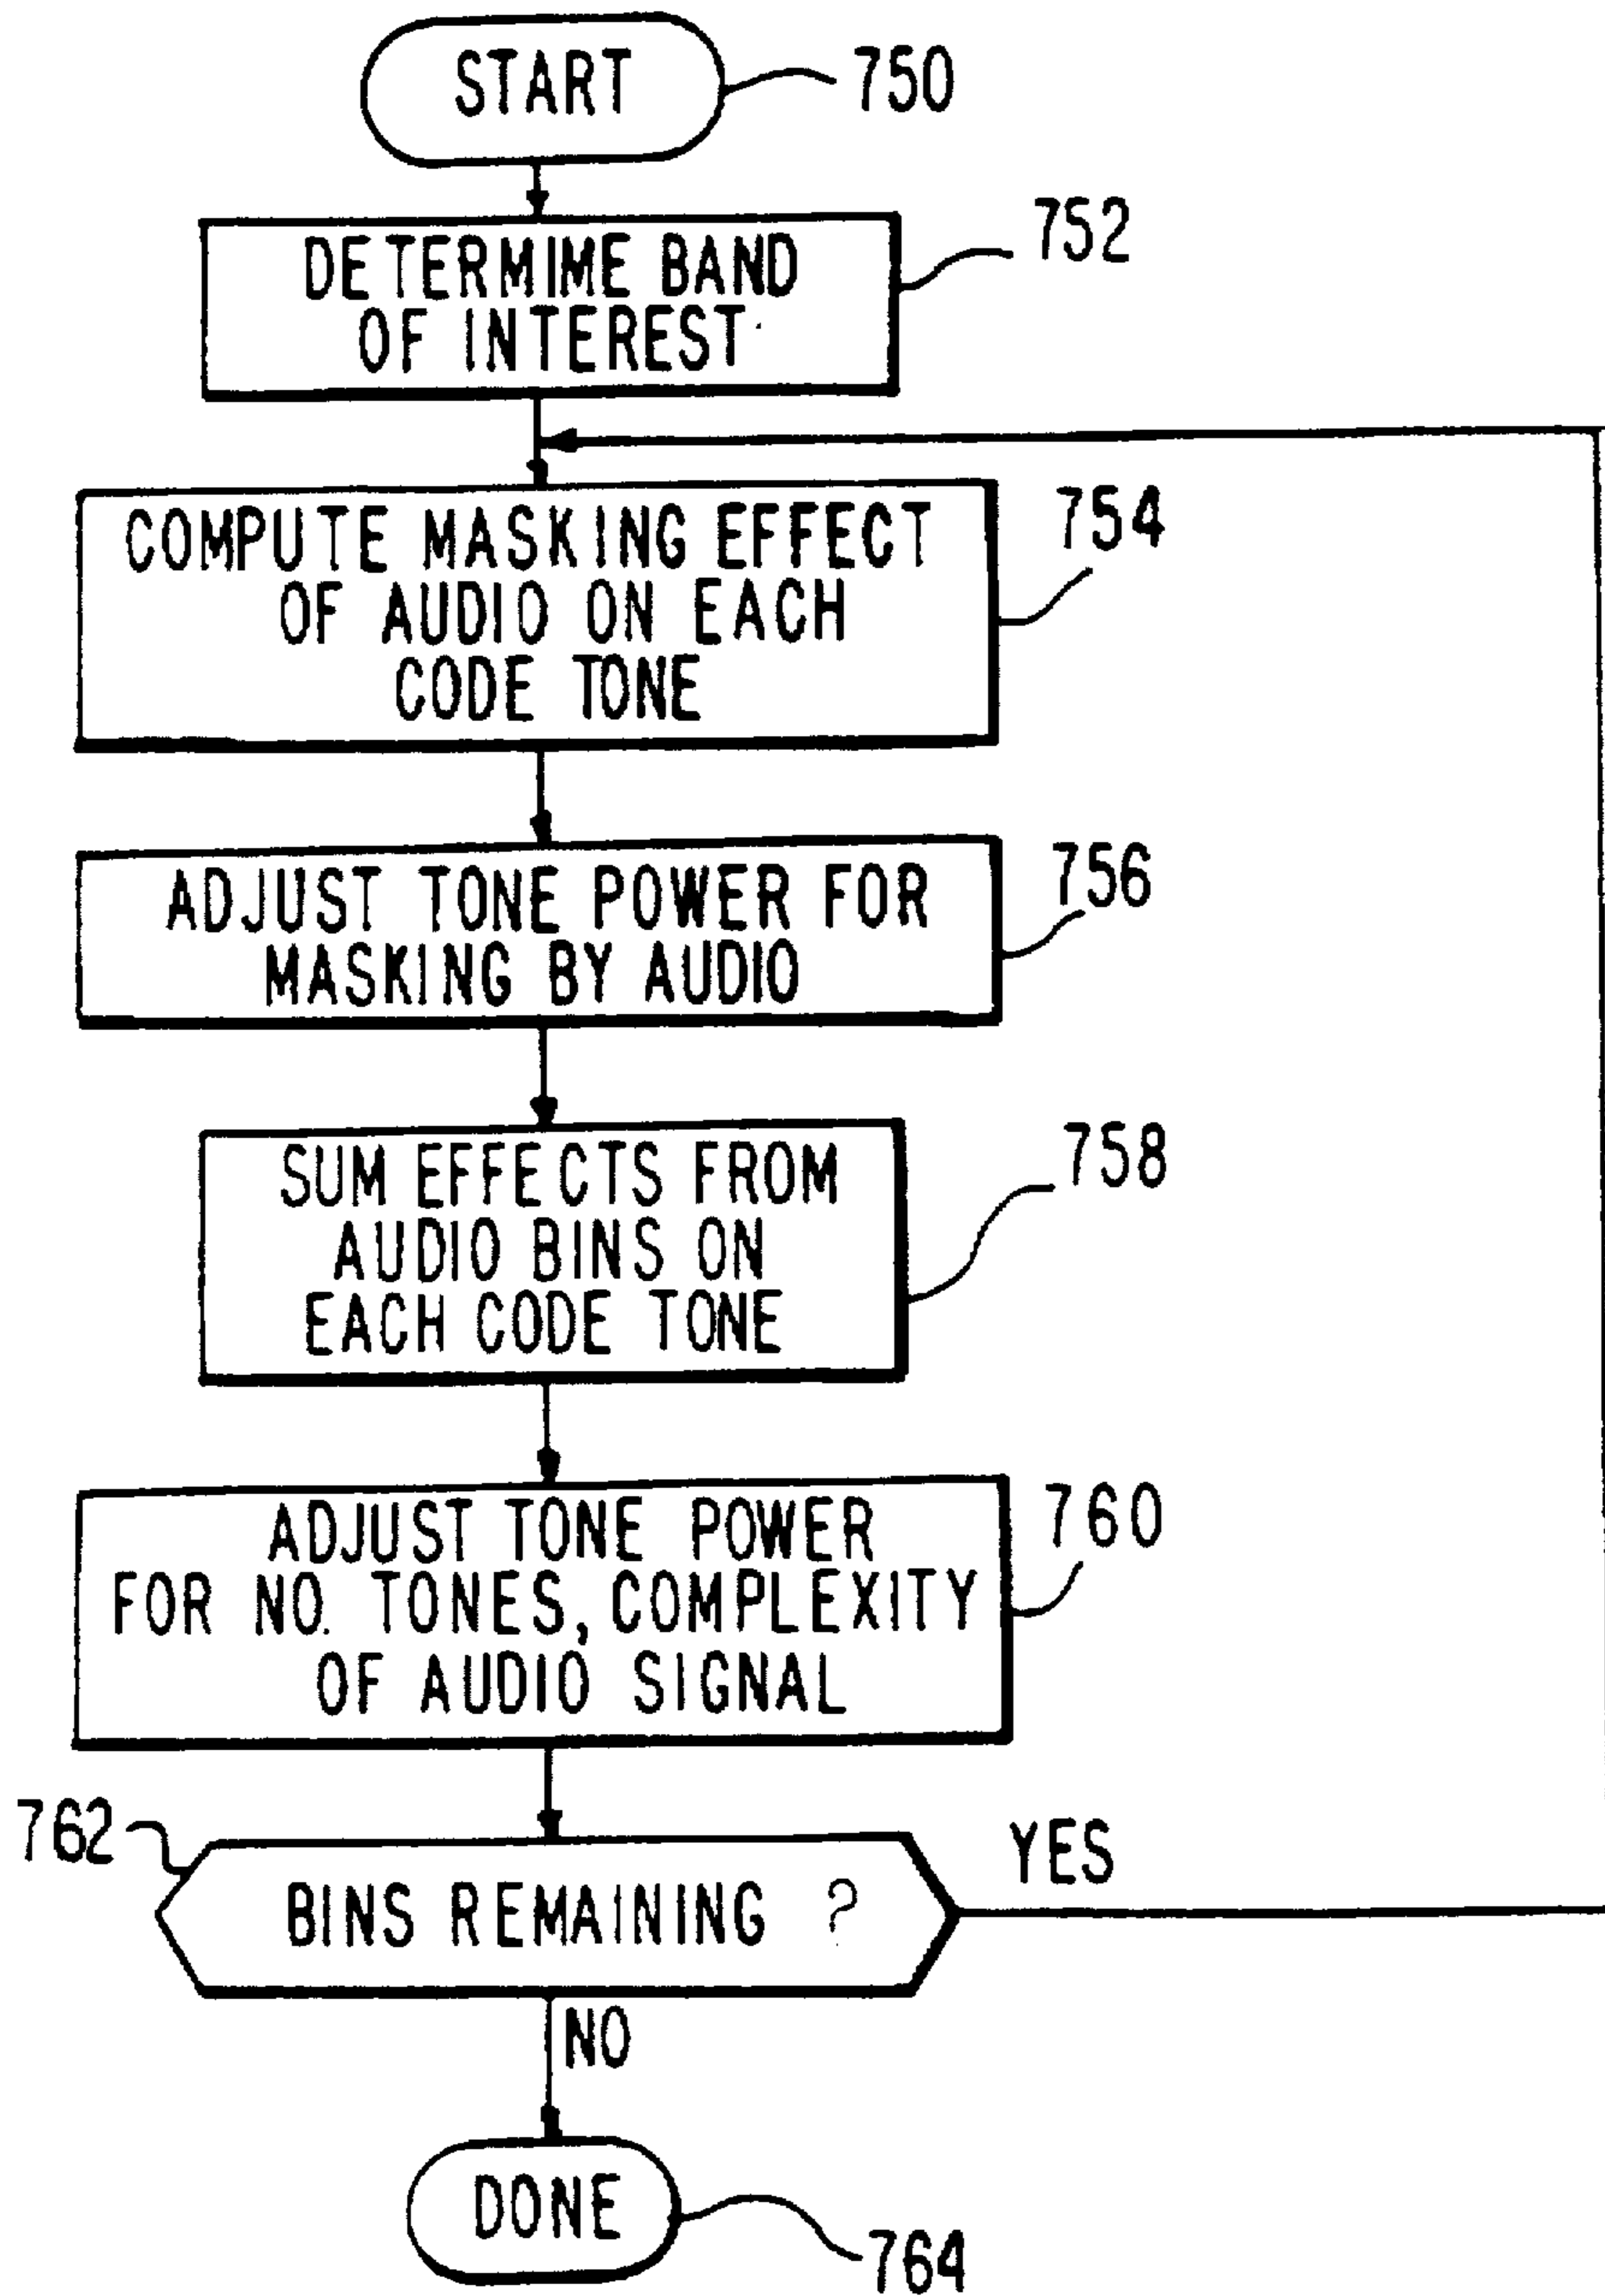 START
750
DETERMIME BAND
OF INTEREST
752
COMPUTE MASKING EFFECT
OF AUDIO ON EACH
CODE TONE
754
ADJUST TONE POWER FOR
MASKING BY AUDIO
756
SUM EFFECTS FROM
AUDIO BINS ON
EACH CODE TONE
758
ADJUST TONE POWER
FOR NO. TONES, COMPLEXITY
OF AUDIO SIGNAL
760
762
BINS REMAINING ?
YES
NO
DONE
764